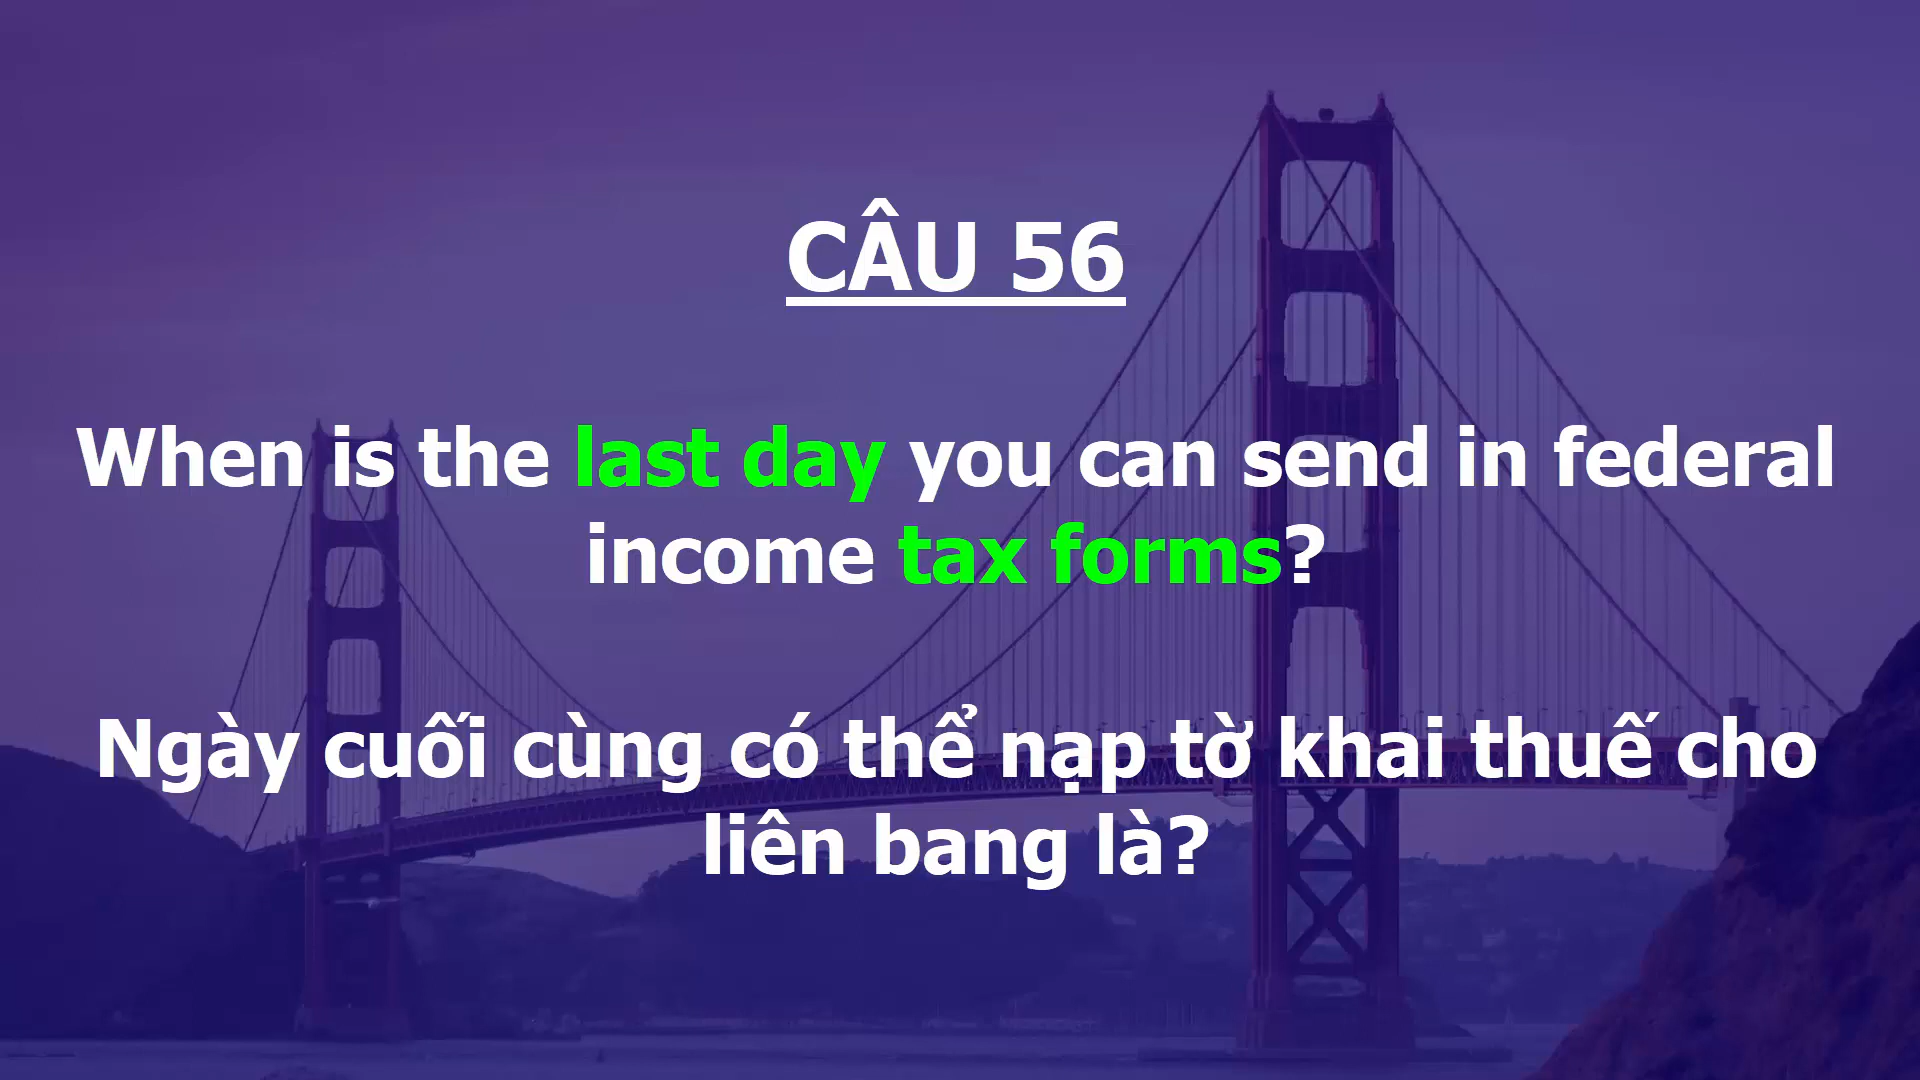 CÂU 56
When is the last day you can send in federal
income tax forms?
Ngày cuối cùng có thể nạp tờ khai thuế cho
liên bang là?